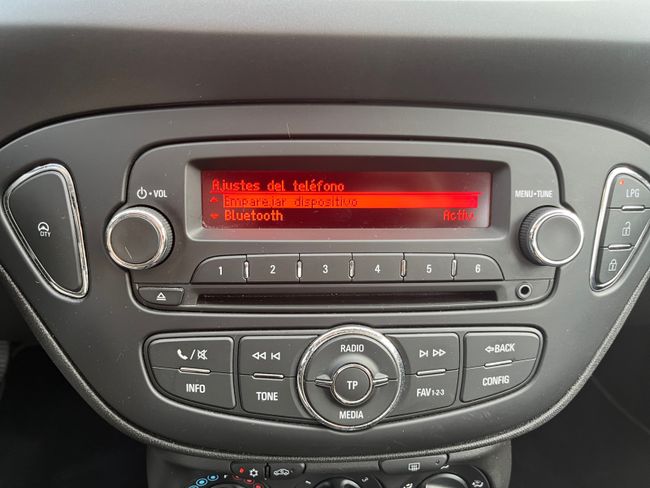 Ajustes del teléfono
Emparejar dispositivo
Bluetooth Activ
VOL
MENU-TUNE
CITY
LPG
1 2 3 4 5 6
RADIO
BACK
INFO
TP
CONFIG
TONE
FAV1-2-3
MEDIA